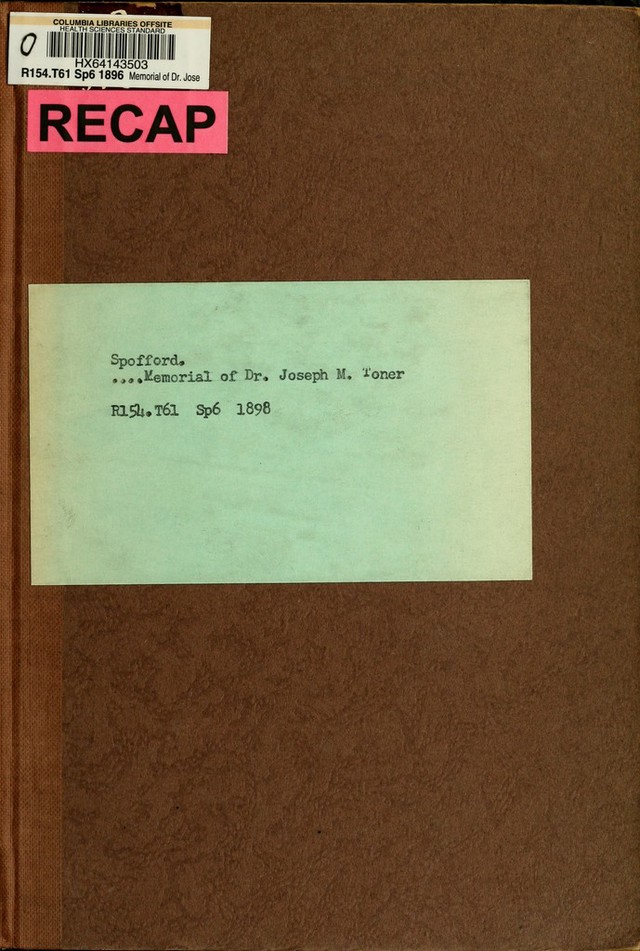 COLUMBIA LIBRARIES OFFSITE
HEALTH SCIENCES STANDARD
HX64143503
R154.T61 Sp6 1896 Memorial of Dr. Jose
RECAP
Spofford.
....Memorial of Dr. Joseph M. Toner
R154.T61 Sp6 1898